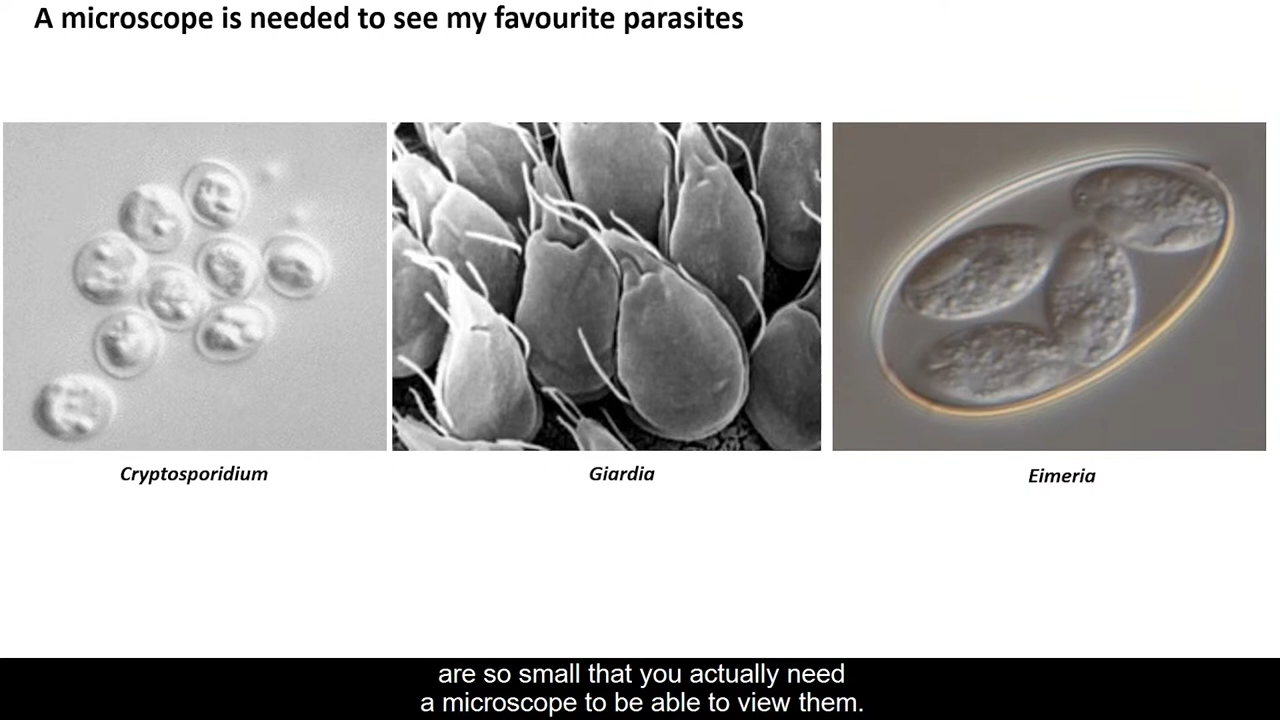 A microscope is needed to see my favourite parasites
Cryptosporidium
Giardia
Eimeria
are so small that you actually need
a microscope to be able to view them.